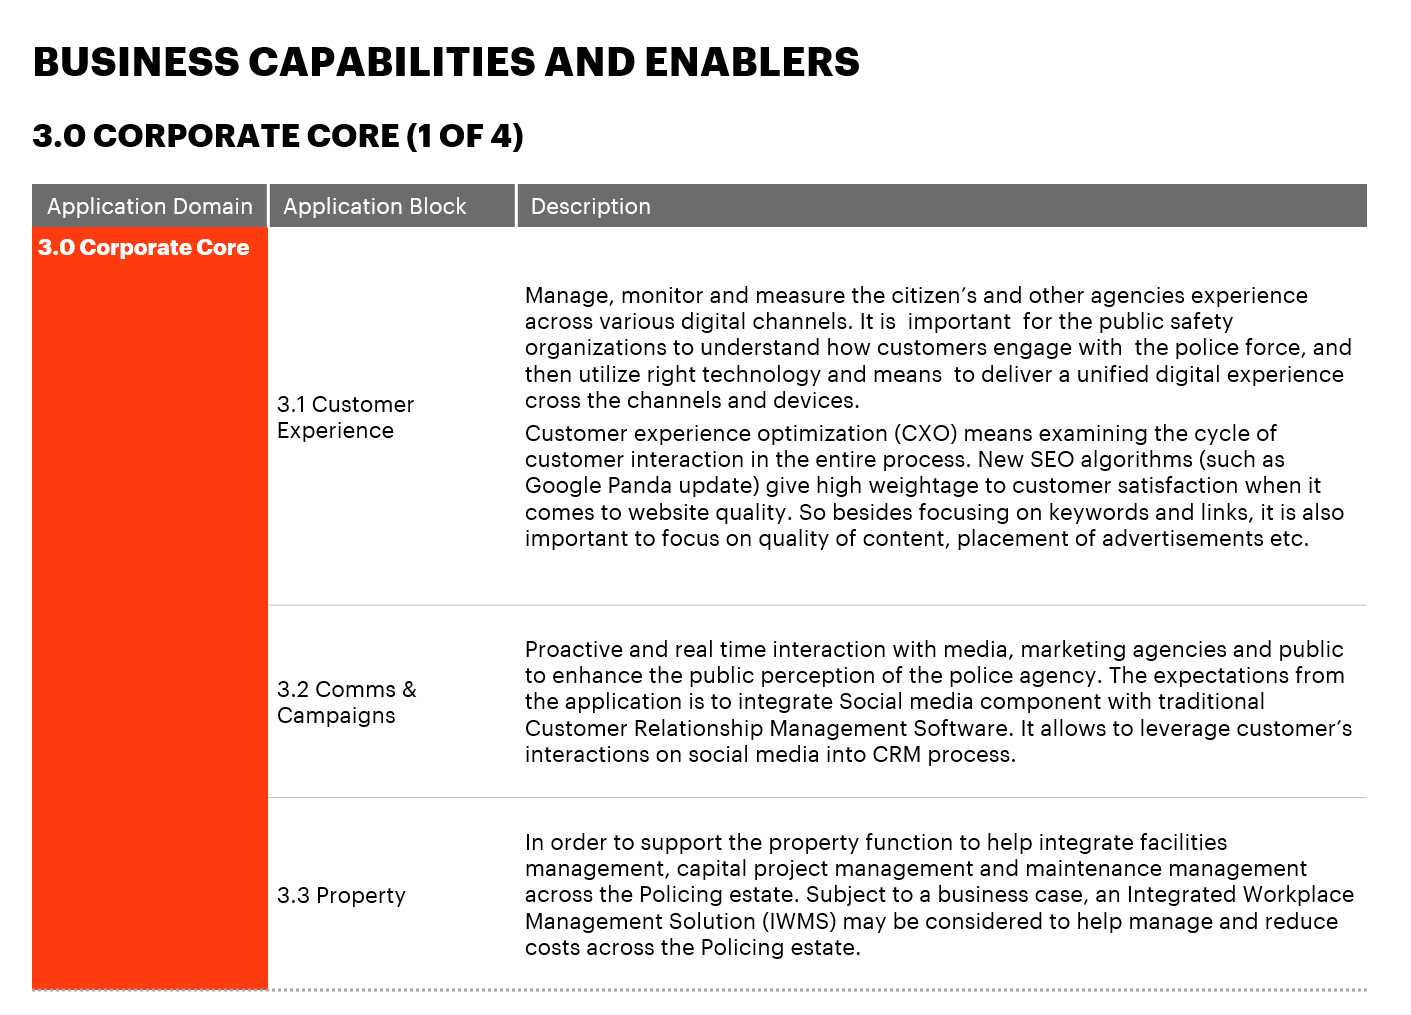 BUSINESS CAPABILITIES AND ENABLERS
3.0 CORPORATE CORE (1 OF 4)
Application Domain
Application Block
Description
3.0 Corporate Core
3.1 Customer
Experience
Manage, monitor and measure the citizen’s and other agencies experience
across various digital channels. It is  important  for the public safety
organizations to understand how customers engage with  the police force, and
then utilize right technology and means  to deliver a unified digital experience
cross the channels and devices.
Customer experience optimization (CXO) means examining the cycle of
customer interaction in the entire process. New SEO algorithms (such as
Google Panda update) give high weightage to customer satisfaction when it
comes to website quality. So besides focusing on keywords and links, it is also
important to focus on quality of content, placement of advertisements etc.
3.2 Comms &
Campaigns
Proactive and real time interaction with media, marketing agencies and public
to enhance the public perception of the police agency. The expectations from
the application is to integrate Social media component with traditional
Customer Relationship Management Software. It allows to leverage customer’s
interactions on social media into CRM process.
3.3 Property
In order to support the property function to help integrate facilities
management, capital project management and maintenance management
across the Policing estate. Subject to a business case, an Integrated Workplace
Management Solution (IWMS) may be considered to help manage and reduce
costs across the Policing estate.